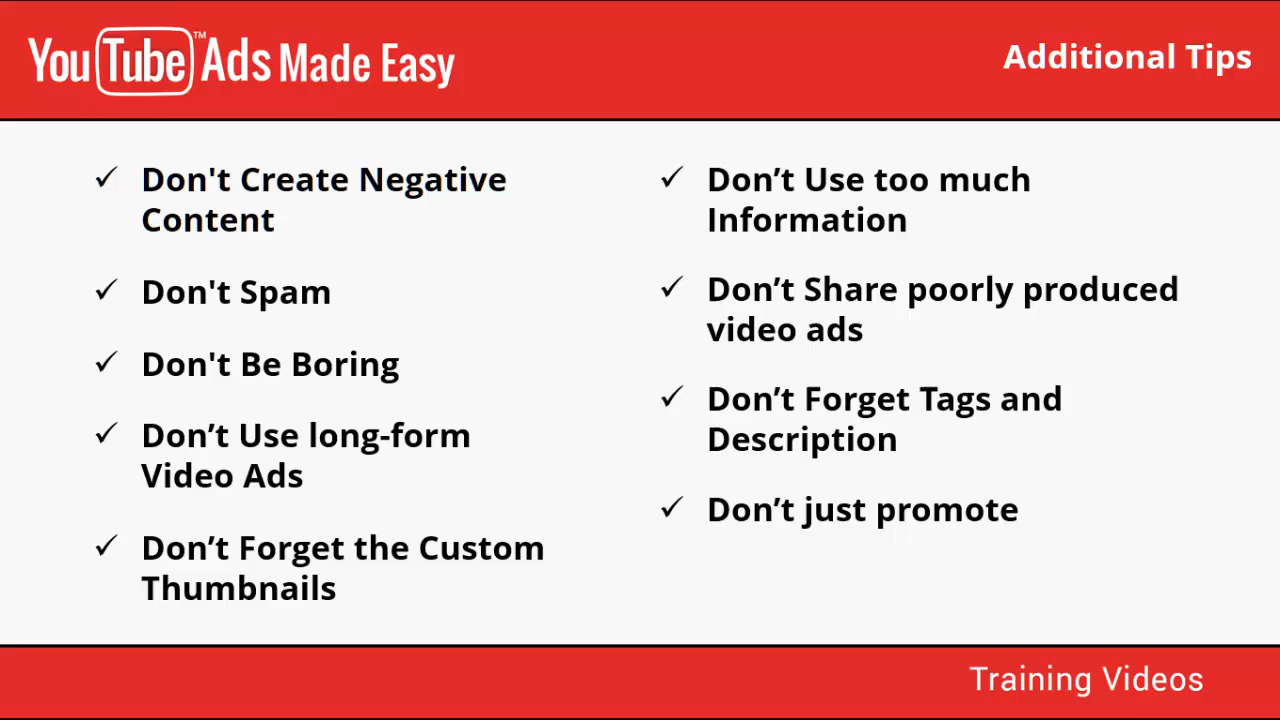 YouTube™ Ads Made Easy
Additional Tips
Don't Create Negative
Content
Don't Spam
Don't Be Boring
Don’t Use long-form
Video Ads
Don’t Forget the Custom
Thumbnails
Don’t Use too much
Information
Don’t Share poorly produced
video ads
Don’t Forget Tags and
Description
Don’t just promote
Training Videos